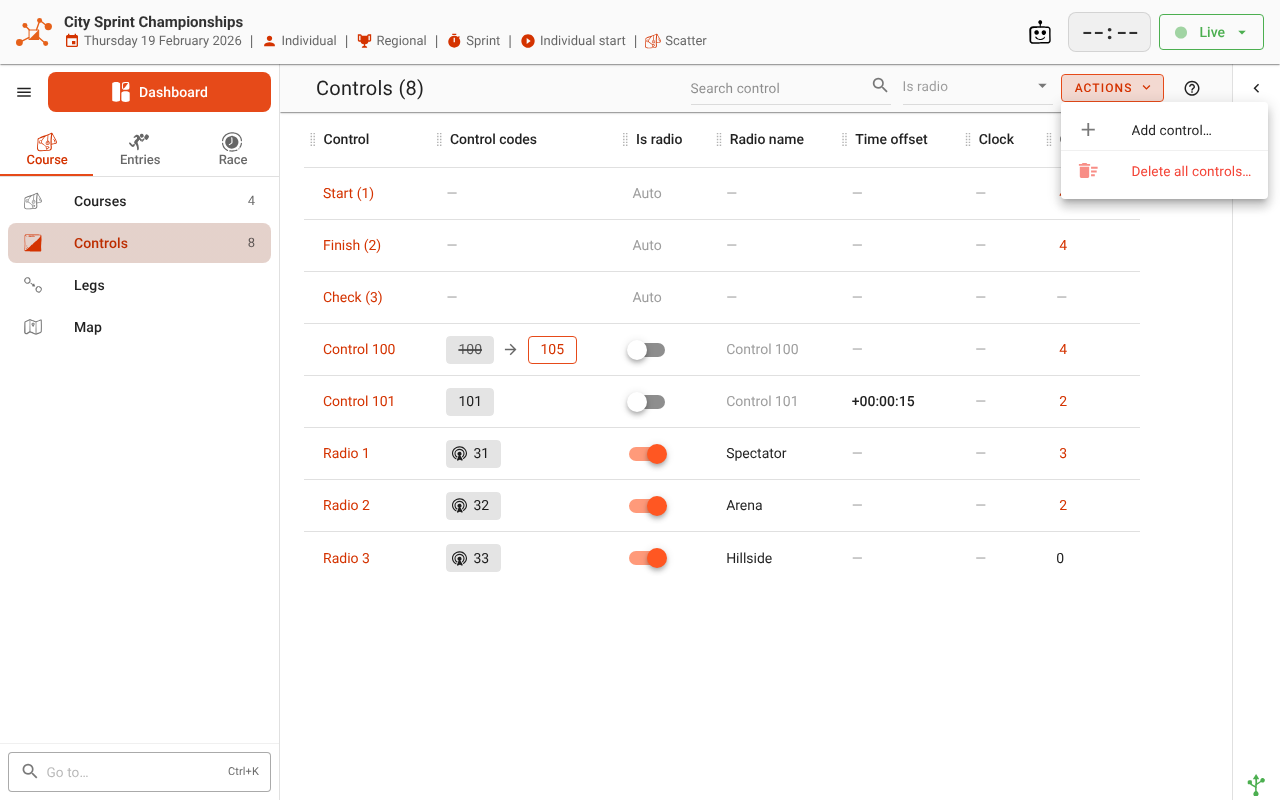 City Sprint Championships
Thursday 19 February 2026 | Individual | Regional | Sprint | Individual start | Scatter
--:--
Live
Dashboard
Controls (8)
Search control
Is radio
ACTIONS
Course
Entries
Race
Add control…
Delete all controls…
Courses 4
Controls 8
Legs
Map
Control Control codes Is radio Radio name Time offset Clock
Start (1) — Auto — — —
Finish (2) — Auto — — — 4
Check (3) — Auto — — — —
Control 100 100 → 105 Control 100 — — 4
Control 101 101 Control 101 +00:00:15 — 2
Radio 1 31 Spectator — — 3
Radio 2 32 Arena — — 2
Radio 3 33 Hillside — — 0
Go to… Ctrl+K